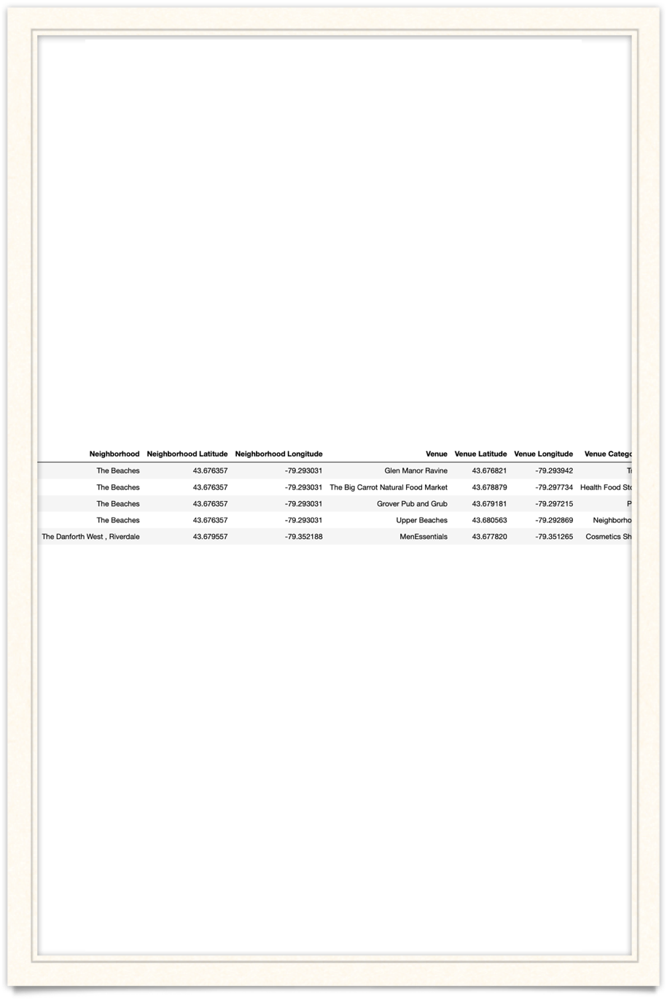 Neighborhood Neighborhood Latitude Neighborhood Longitude Venue Venue Latitude Venue Longitude Venue Catego
The Beaches 43.676357 -79.293031 Glen Manor Ravine 43.676821 -79.293942
The Beaches 43.676357 -79.293031 The Big Carrot Natural Food Market 43.678879 -79.297734 Health Food Sto
The Beaches 43.676357 -79.293031 Grover Pub and Grub 43.679181 -79.297215 P
The Beaches 43.676357 -79.293031 Upper Beaches 43.680563 -79.292869 Neighborho
The Danforth West , Riverdale 43.679557 -79.352188 MenEssentials 43.677820 -79.351265 Cosmetics Sh